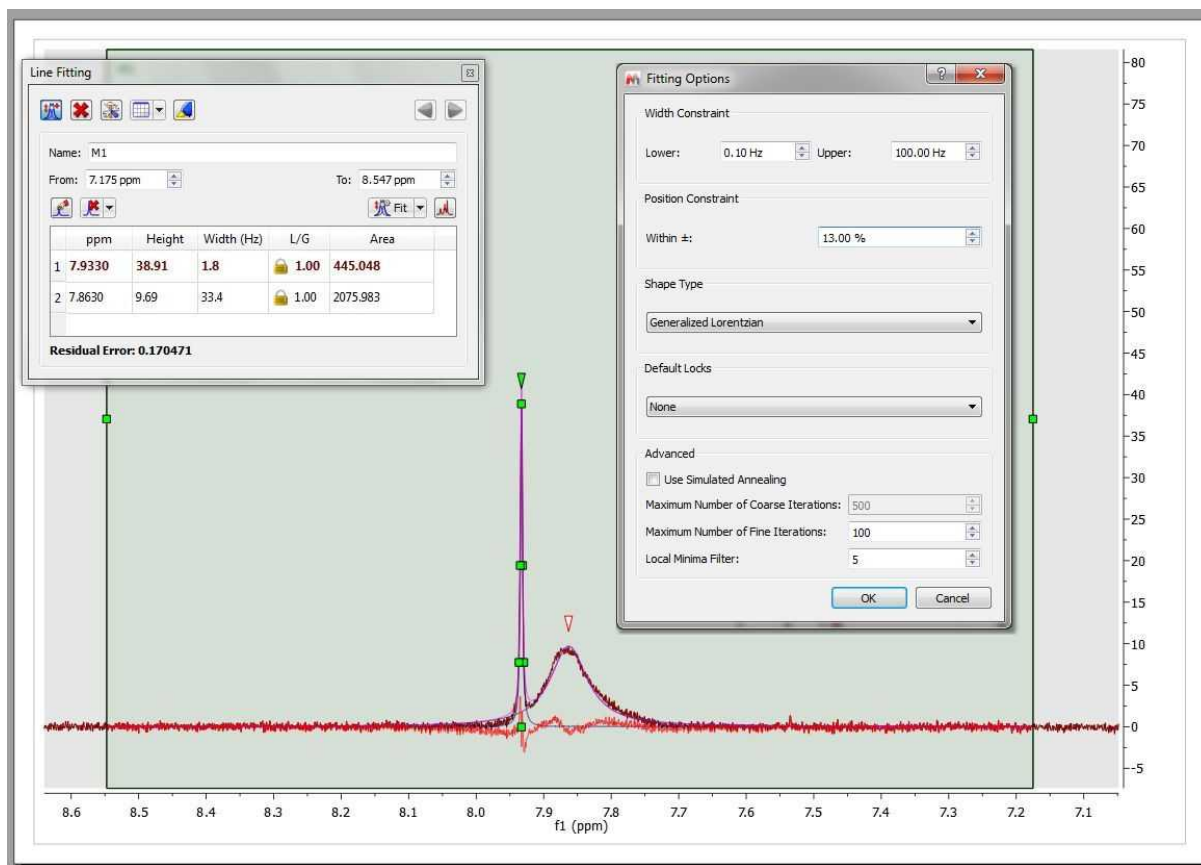 Line Fitting
Name: M1
From: 7.175 ppm To: 8.547 ppm
Fit
ppm Height Width (Hz) L/G Area
1 7.9330 38.91 1.8 1.00 445.048
2 7.8630 9.69 33.4 1.00 2075.983
Residual Error: 0.170471
Fitting Options
?
Width Constraint
Lower: 0.10 Hz Upper: 100.00 Hz
Position Constraint
Within ±: 13.00 %
Shape Type
Generalized Lorentzian
Default Locks
None
Advanced
Use Simulated Annealing
Maximum Number of Coarse Iterations: 500
Maximum Number of Fine Iterations: 100
Local Minima Filter: 5
OK Cancel
80
75
70
65
60
55
50
45
40
35
30
25
20
15
10
5
0
-5
8.6 8.5 8.4 8.3 8.2 8.1 8.0 7.9 7.8 7.7 7.6 7.5 7.4 7.3 7.2 7.1
f1 (ppm)